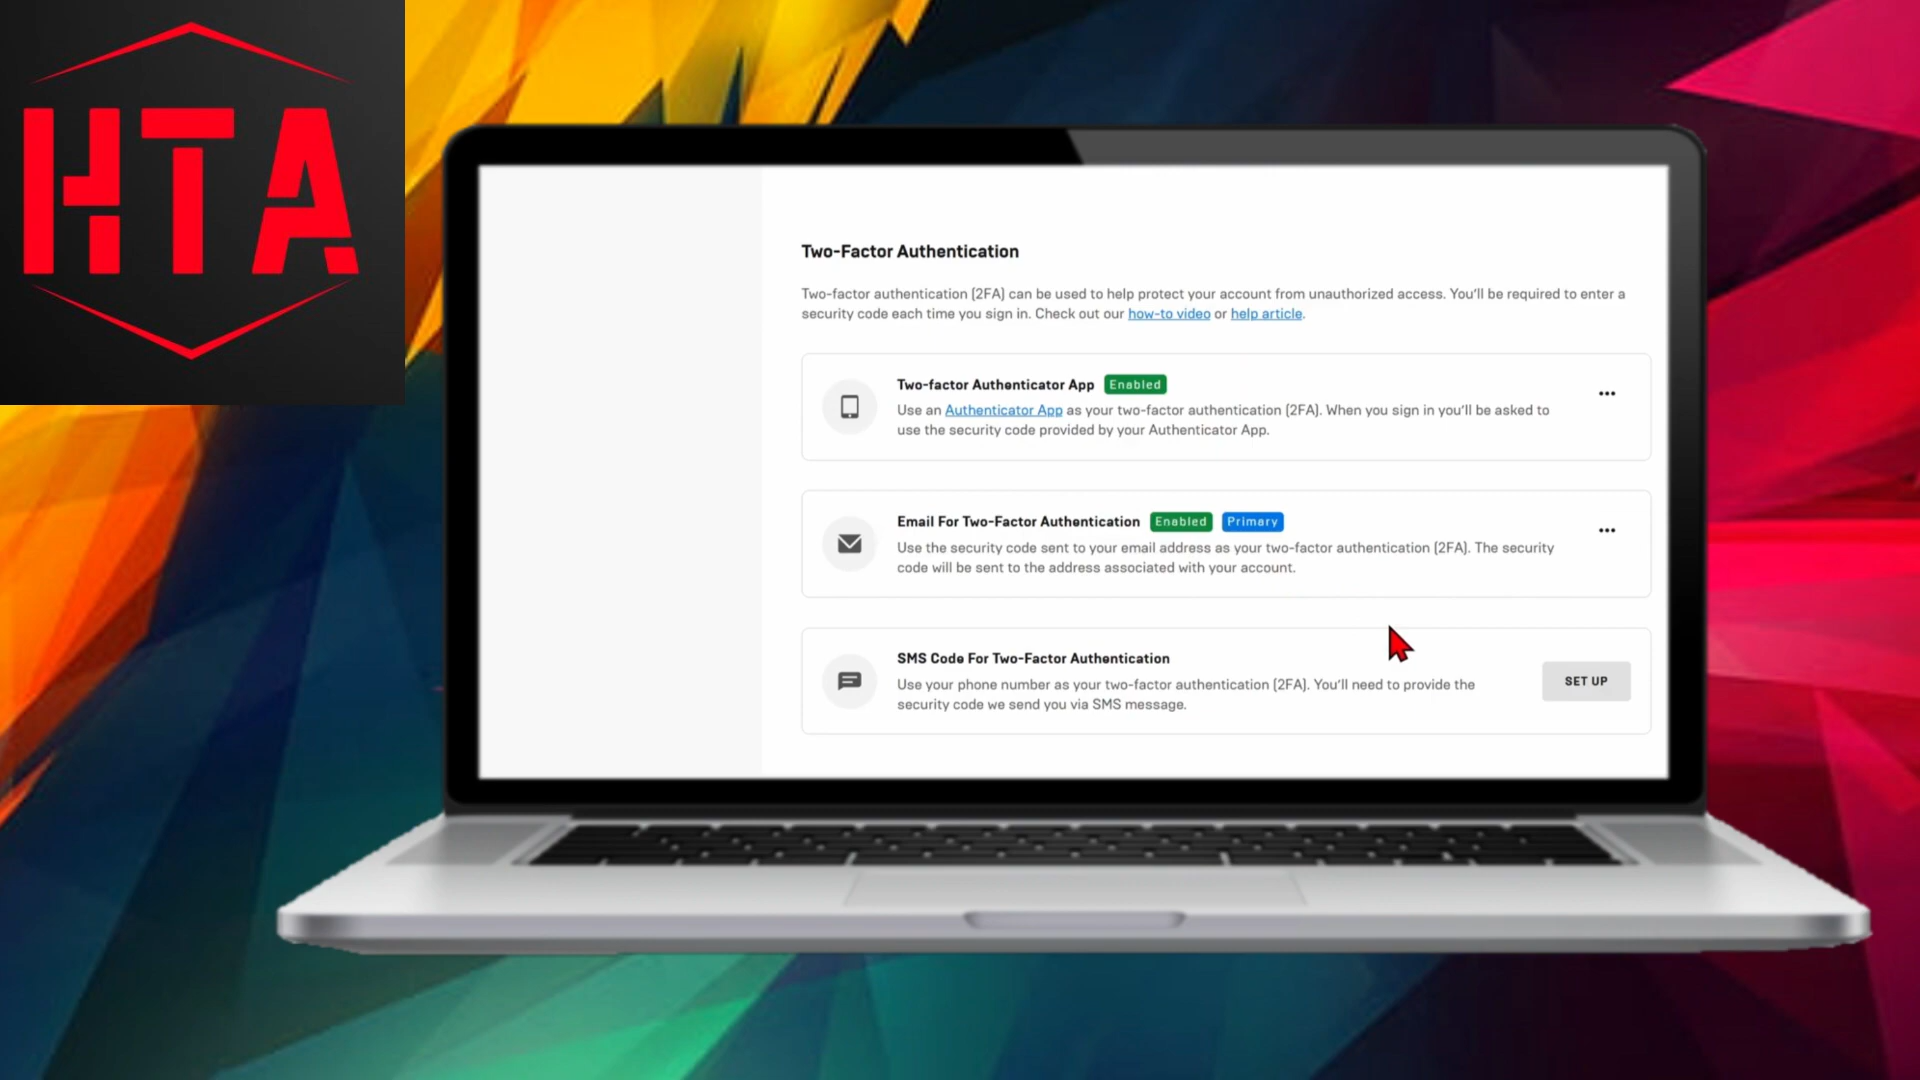 HTA
Two-Factor Authentication
Two-factor authentication (2FA) can be used to help protect your account from unauthorized access. You'll be required to enter a
security code each time you sign in. Check out our how-to video or help article.
Two-factor Authenticator App Enabled
Use an Authenticator App as your two-factor authentication (2FA). When you sign in you'll be asked to
use the security code provided by your Authenticator App.
Email For Two-Factor Authentication Enabled Primary
Use the security code sent to your email address as your two-factor authentication (2FA). The security
code will be sent to the address associated with your account.
SMS Code For Two-Factor Authentication
Use your phone number as your two-factor authentication (2FA). You'll need to provide the
security code we send you via SMS message.
SET UP